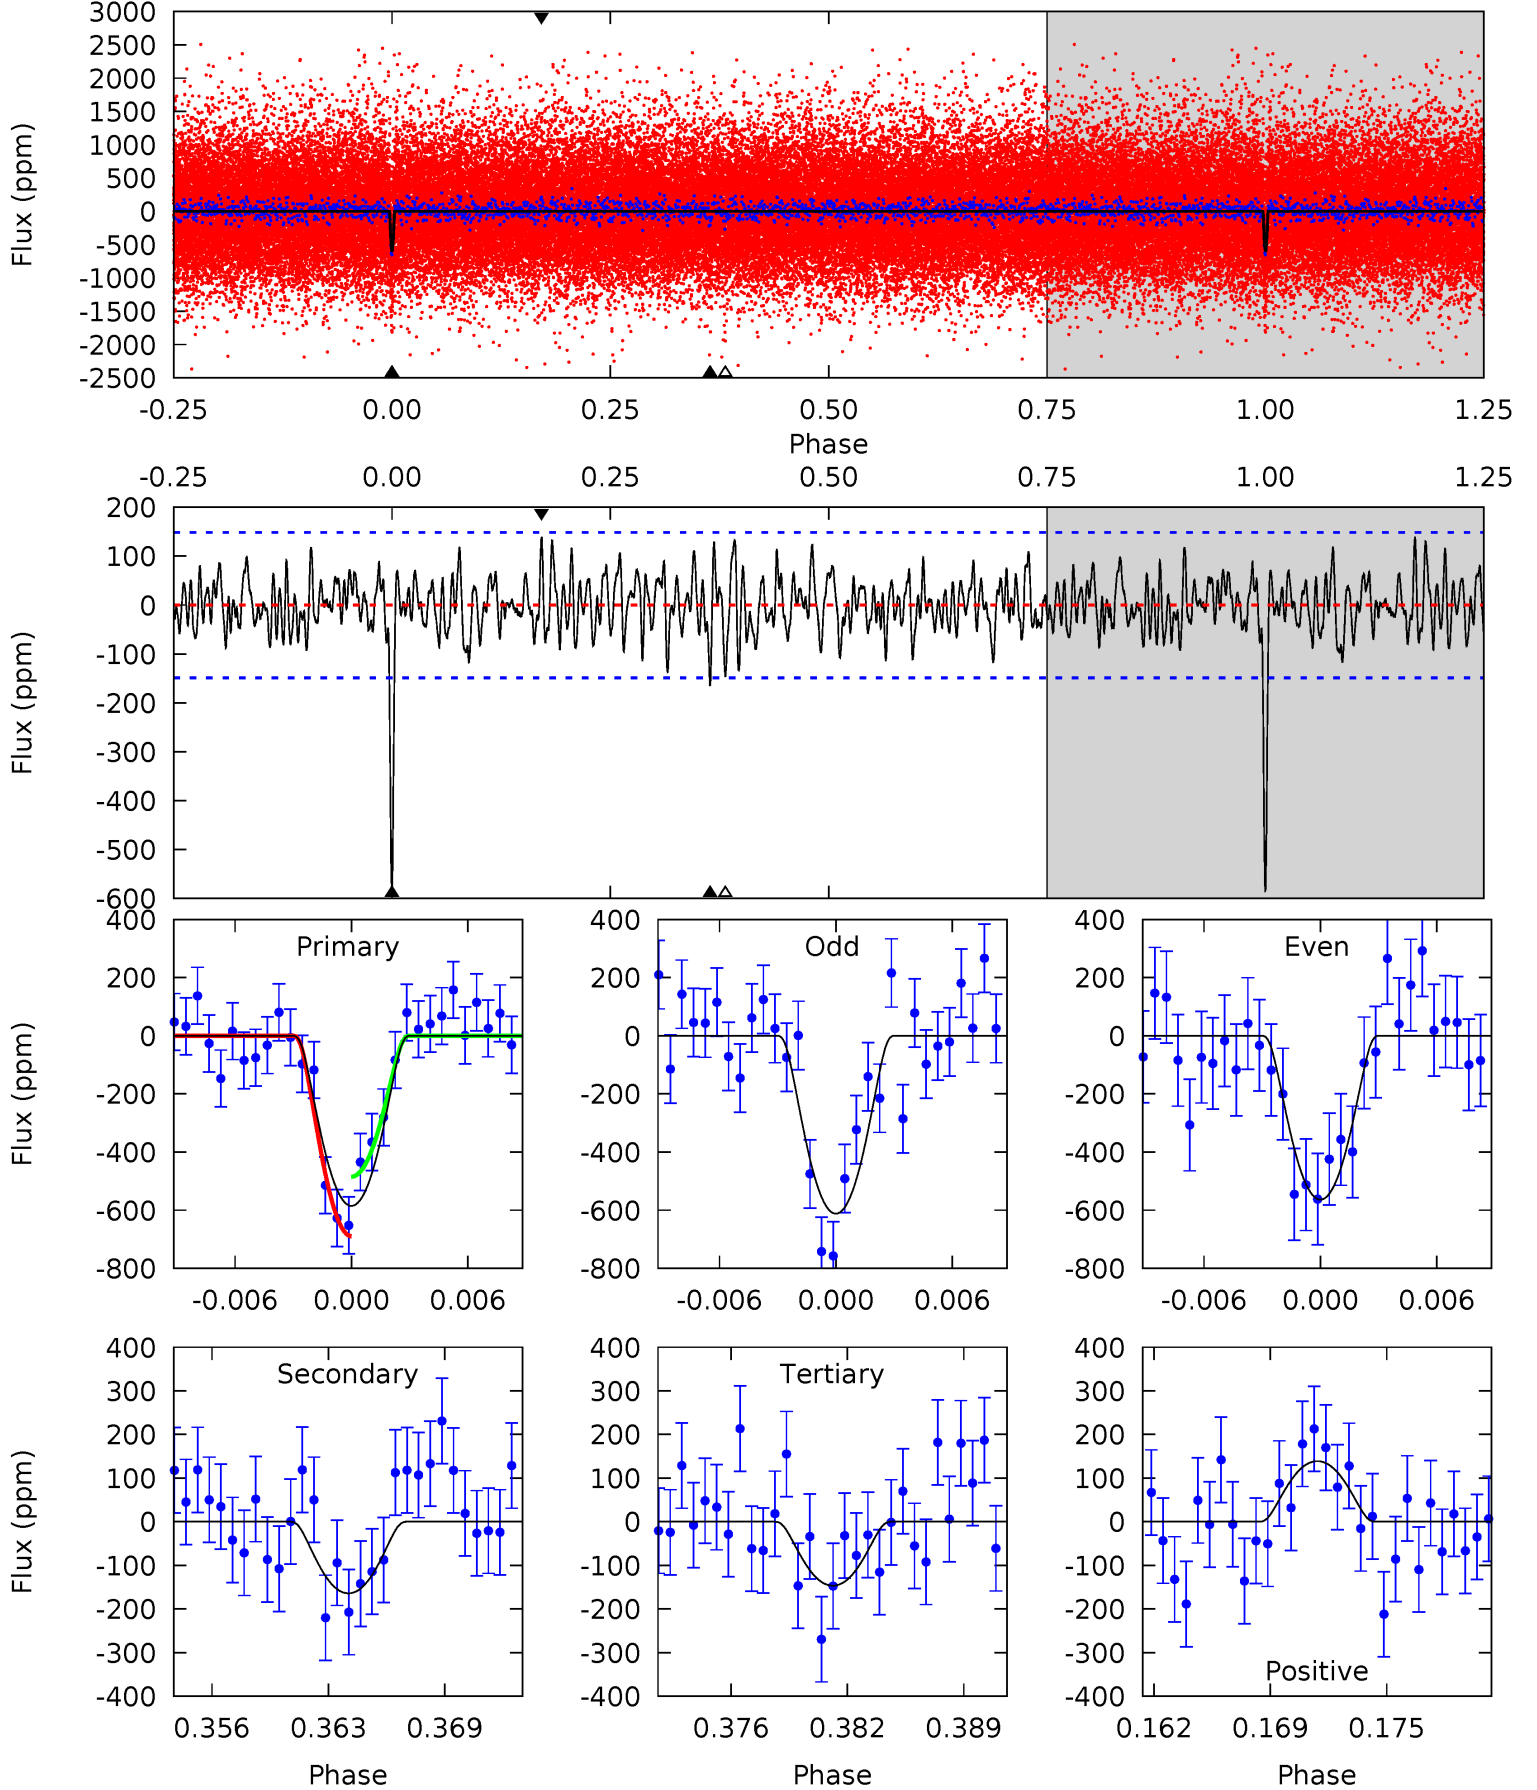 3000
2500
2000
1500
1000
500
0
-500
-1000
-1500
-2000
-2500
Flux (ppm)
-0.25 0.00 0.25 0.50 0.75 1.00 1.25
Phase
-0.25 0.00 0.25 0.50 0.75 1.00 1.25
200
100
0
-100
-200
-300
-400
-500
-600
Flux (ppm)
Primary Odd Even
400 400 400
200 200 200
0 0 0
-200 -200 -200
-400 -400 -400
-600 -600 -600
-800 -800 -800
Flux (ppm)
-0.006 0.000 0.006 -0.006 0.000 0.006 -0.006 0.000 0.006
Secondary Tertiary
400 400 400
300 300 300
200 200 200
100 100 100
0 0 0
-100 -100 -100
-200 -200 -200
-300 -300 -300
-400 -400 -400
Flux (ppm)
Positive
0.356 0.363 0.369 0.376 0.382 0.389 0.162 0.169 0.175
Phase Phase Phase